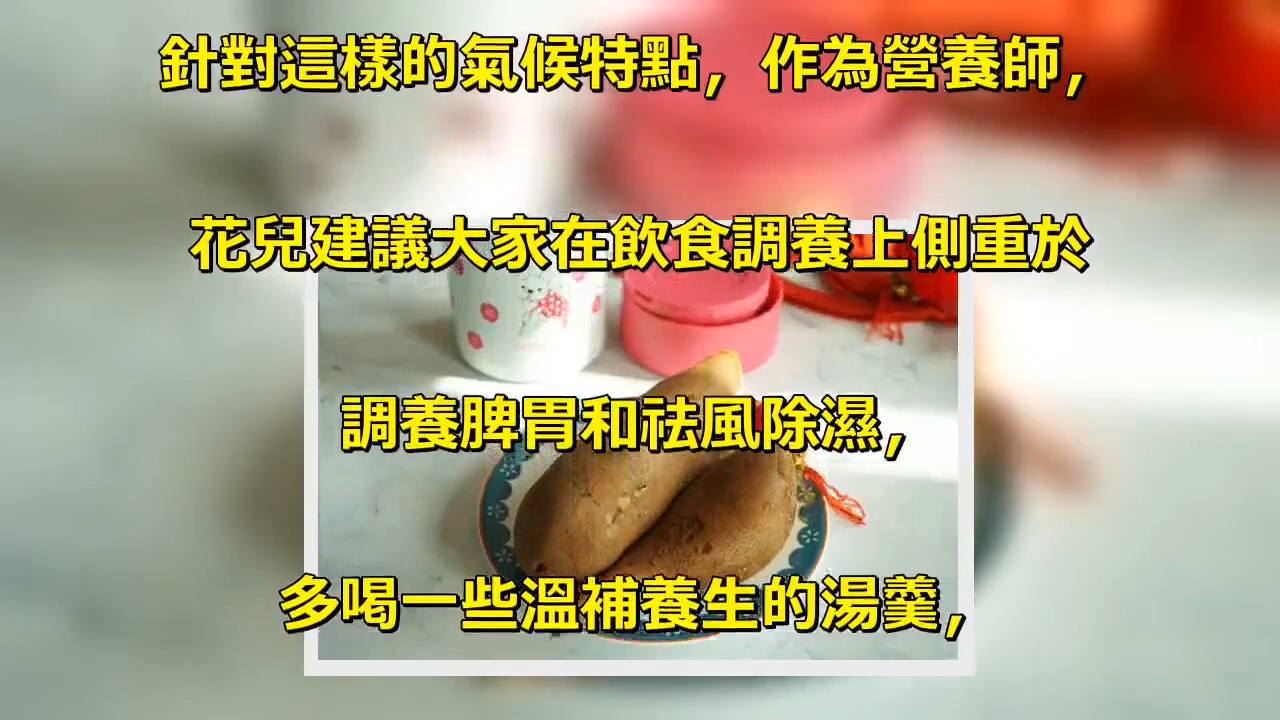 針對這樣的氣候特點，作為營養師，
花兒建議大家在飲食調養上側重於
調養脾胃和祛風除濕，
多喝一些溫補養生的湯羹，